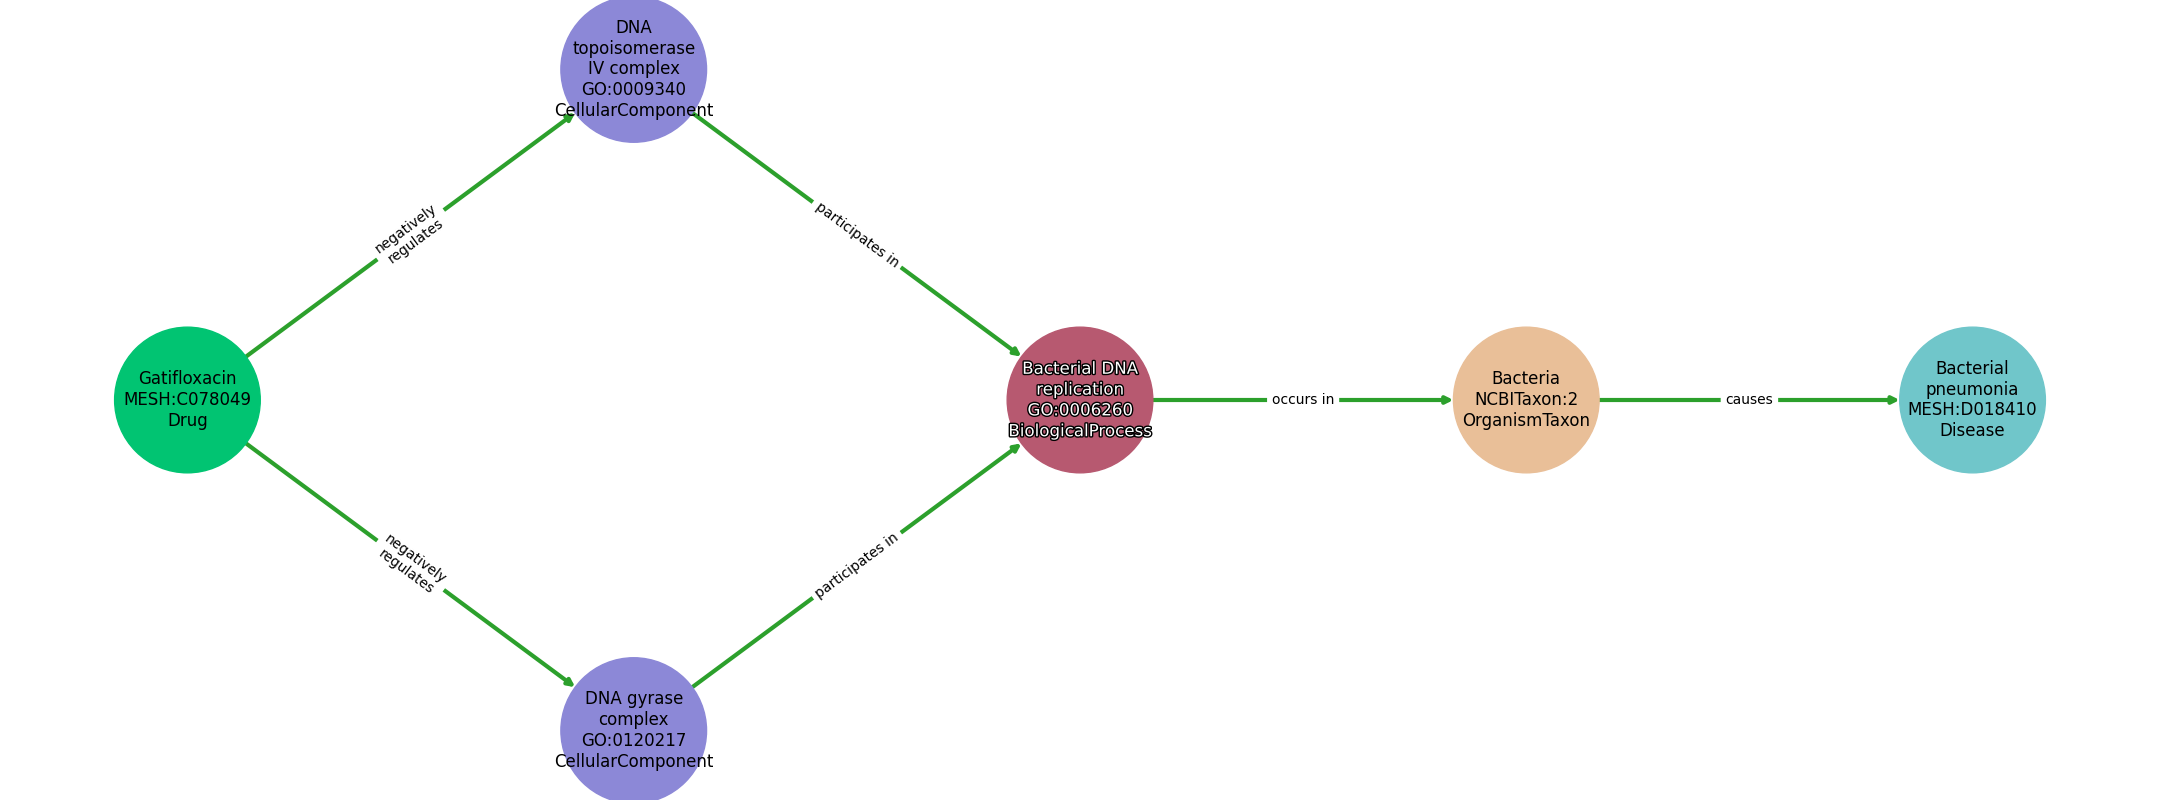 DNA
topoisomerase
IV complex
GO:0009340
CellularComponent
negatively
regulates
participates in
Gatifloxacin
MESH:C078049
Drug
Bacterial DNA
replication
GO:0006260
BiologicalProcess
occurs in
Bacteria
NCBITaxon:2
OrganismTaxon
causes
Bacterial
pneumonia
MESH:D018410
Disease
negatively
regulates
participates in
DNA gyrase
complex
GO:0120217
CellularComponent